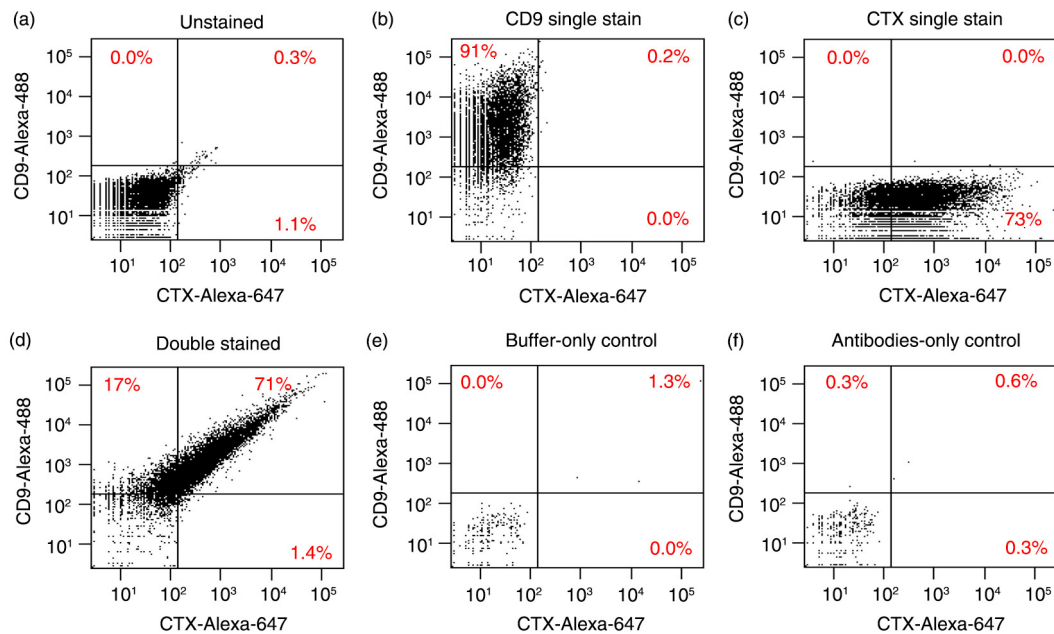 (a)
Unstained
CD9-Alexa-488
10⁵
10⁴
10³
10²
10¹
0.0%
0.3%
1.1%
10¹ 10² 10³ 10⁴ 10⁵
CTX-Alexa-647
(b)
CD9 single stain
CD9-Alexa-488
10⁵
10⁴
10³
10²
10¹
91%
0.2%
0.0%
10¹ 10² 10³ 10⁴ 10⁵
CTX-Alexa-647
(c)
CTX single stain
CD9-Alexa-488
10⁵
10⁴
10³
10²
10¹
0.0%
0.0%
73%
10¹ 10² 10³ 10⁴ 10⁵
CTX-Alexa-647
(d)
Double stained
CD9-Alexa-488
10⁵
10⁴
10³
10²
10¹
17%
71%
1.4%
10¹ 10² 10³ 10⁴ 10⁵
CTX-Alexa-647
(e)
Buffer-only control
CD9-Alexa-488
10⁵
10⁴
10³
10²
10¹
0.0%
1.3%
0.0%
10¹ 10² 10³ 10⁴ 10⁵
CTX-Alexa-647
(f)
Antibodies-only control
CD9-Alexa-488
10⁵
10⁴
10³
10²
10¹
0.3%
0.6%
0.3%
10¹ 10² 10³ 10⁴ 10⁵
CTX-Alexa-647